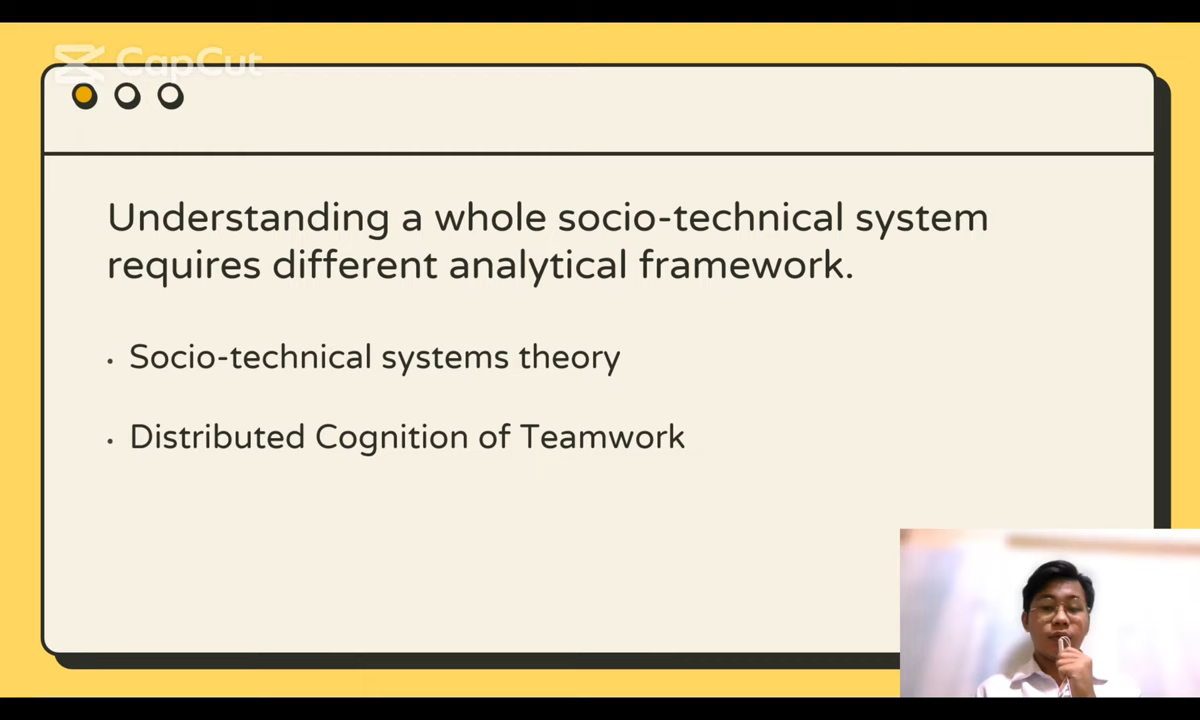 CapCut
Understanding a whole socio-technical system
requires different analytical framework.
• Socio-technical systems theory
• Distributed Cognition of Teamwork